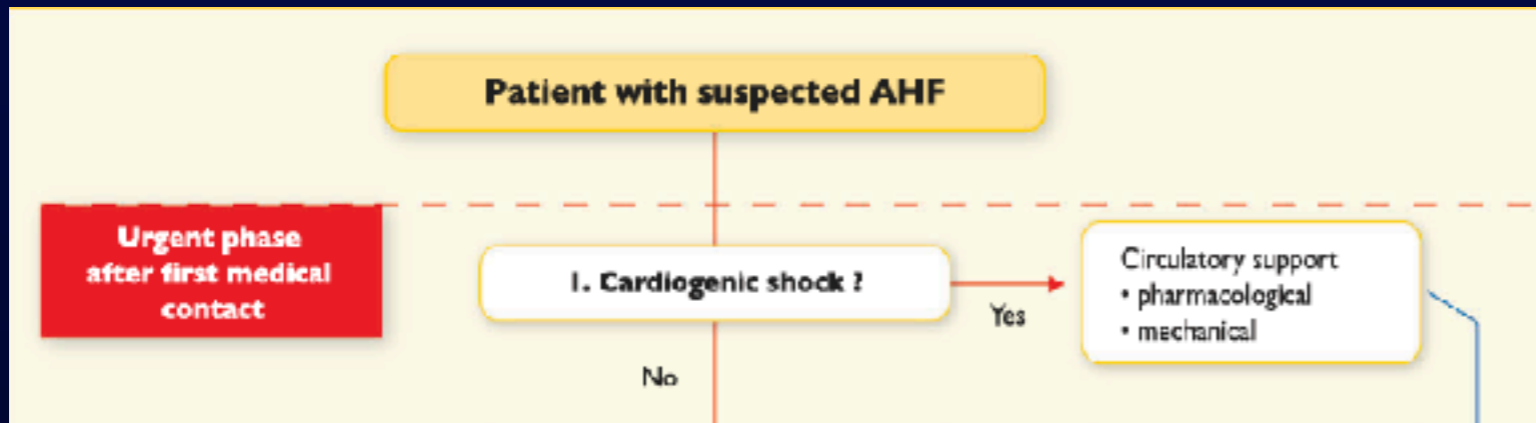 Patient with suspected AHF
Urgent phase
after first medical
contact
1. Cardiogenic shock ?
Yes
Circulatory support
• pharmacological
• mechanical
No